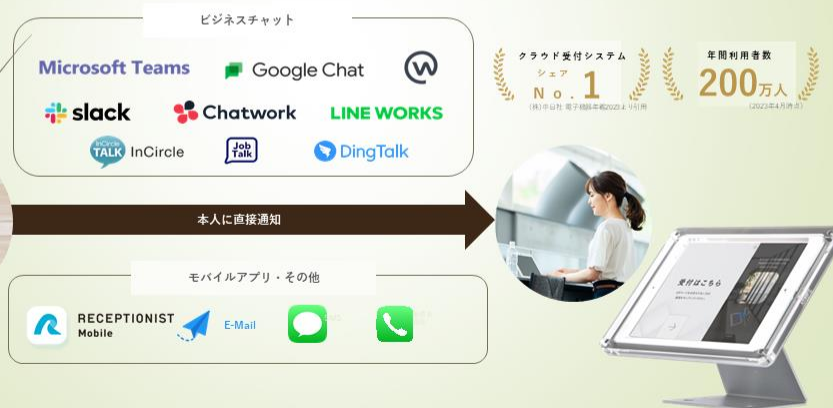 ビジネスチャット
Microsoft Teams
Google Chat
slack
Chatwork
LINE WORKS
InCircle
TALK
InCircle
Job
Talk
DingTalk
本人に直接通知
モバイルアプリ・その他
RECEPTIONIST
Mobile
E-Mail
クラウド受付システム
シェア
No.1
年間利用者数
200万人
(2023年4月時点)
受付はこちら